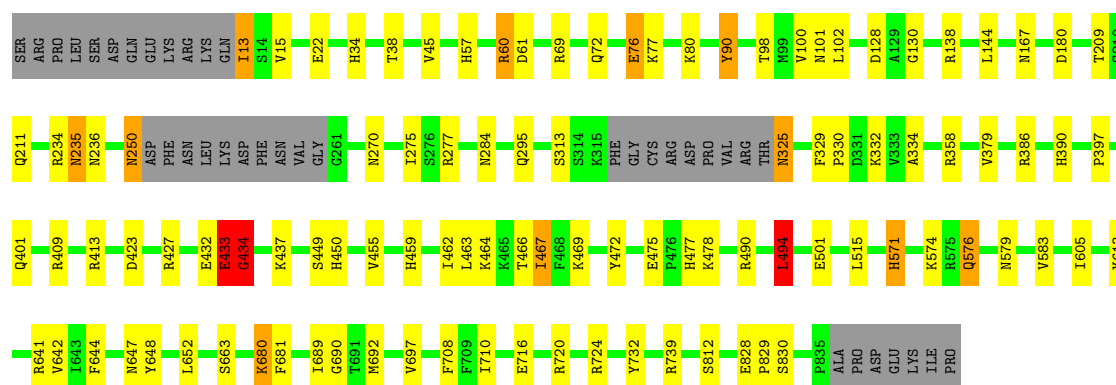 SER ARG PRO LEU SER ASP GLN GLU LYS ARG LYS GLN I13 S14 V15 E22 H34 T38 V45 H57 R60 D61 R69 Q72 E76 K77 K80 Y90 T98 M99 V100 N101 L102 D128 A129 G130 R138 L144 N167 D180 T209
Q211 R234 N235 N236 N250 ASP PHE ASN LEU LYS ASP PHE ASN VAL GLY G261 N270 I275 S276 R277 N284 Q295 S313 S314 K315 PHE GLY CYS ARG ASP PRO VAL ARG THR N325 F329 P330 D331 K332 V333 A334 R358 V379 R386 H390 P397
Q401 R409 R413 D423 R427 E432 E433 G434 K437 S449 H450 V455 H459 I462 L463 K464 K465 T466 I467 F468 K469 Y472 E475 P476 H477 K478 R490 L494 E501 L515 H571 K574 R575 Q576 N579 V583 I605
R641 V642 I643 F644 N647 Y648 L652 S663 K680 F681 I689 G690 T691 M692 V697 F708 F709 I710 E716 R720 R724 Y732 R739 S812 E828 P829 S830 P835 ALA PRO ASP GLU LYS ILE PRO